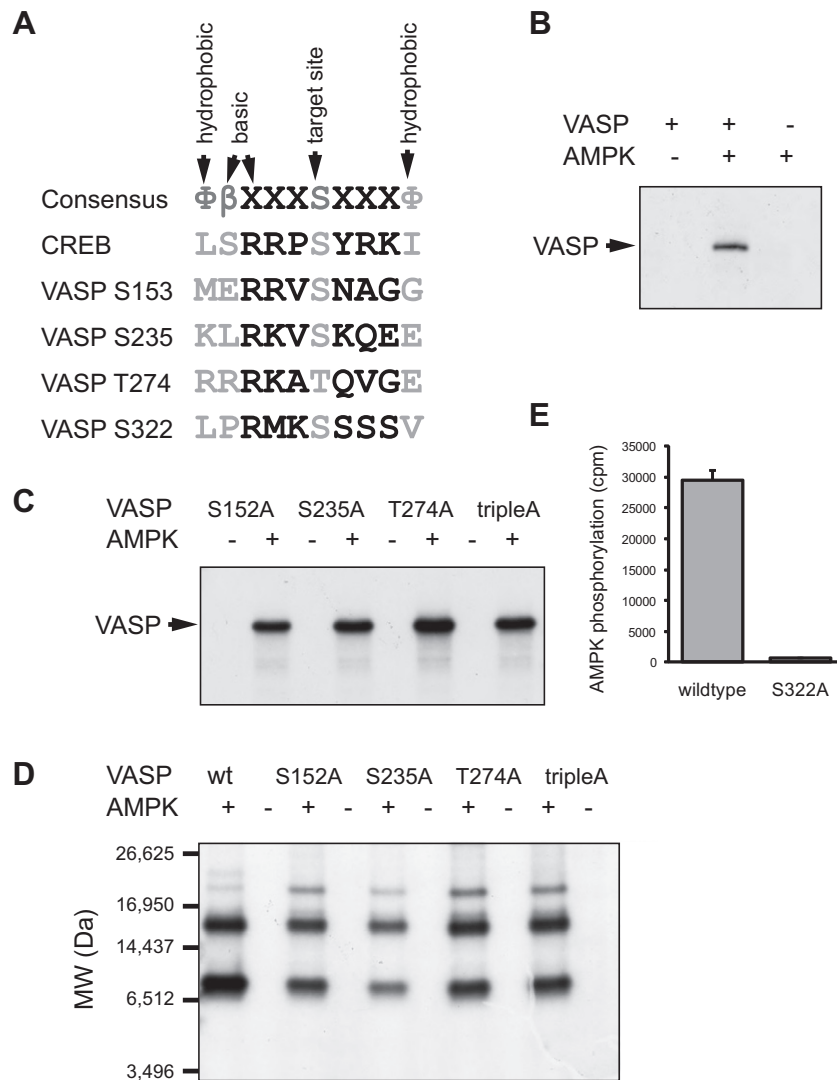 A
hydrophobic
basic
target site
hydrophobic
Consensus ΦβXXXSXXXΦ
CREB LSRRPSYRKI
VASP S153 MERRVSNAGG
VASP S235 KLRKVSKQEE
VASP T274 RRRKATQVGE
VASP S322 LPRMKSSSSV
B
VASP + + -
AMPK - + +
VASP
C
VASP S152A S235A T274A tripleA
AMPK - + - + - + - +
VASP
E
AMPK phosphorylation (cpm)
35000
30000
25000
20000
15000
10000
5000
0
wildtype S322A
D
VASP wt S152A S235A T274A tripleA
AMPK + - + - + - + - + -
MW (Da)
26,625
16,950
14,437
6,512
3,496